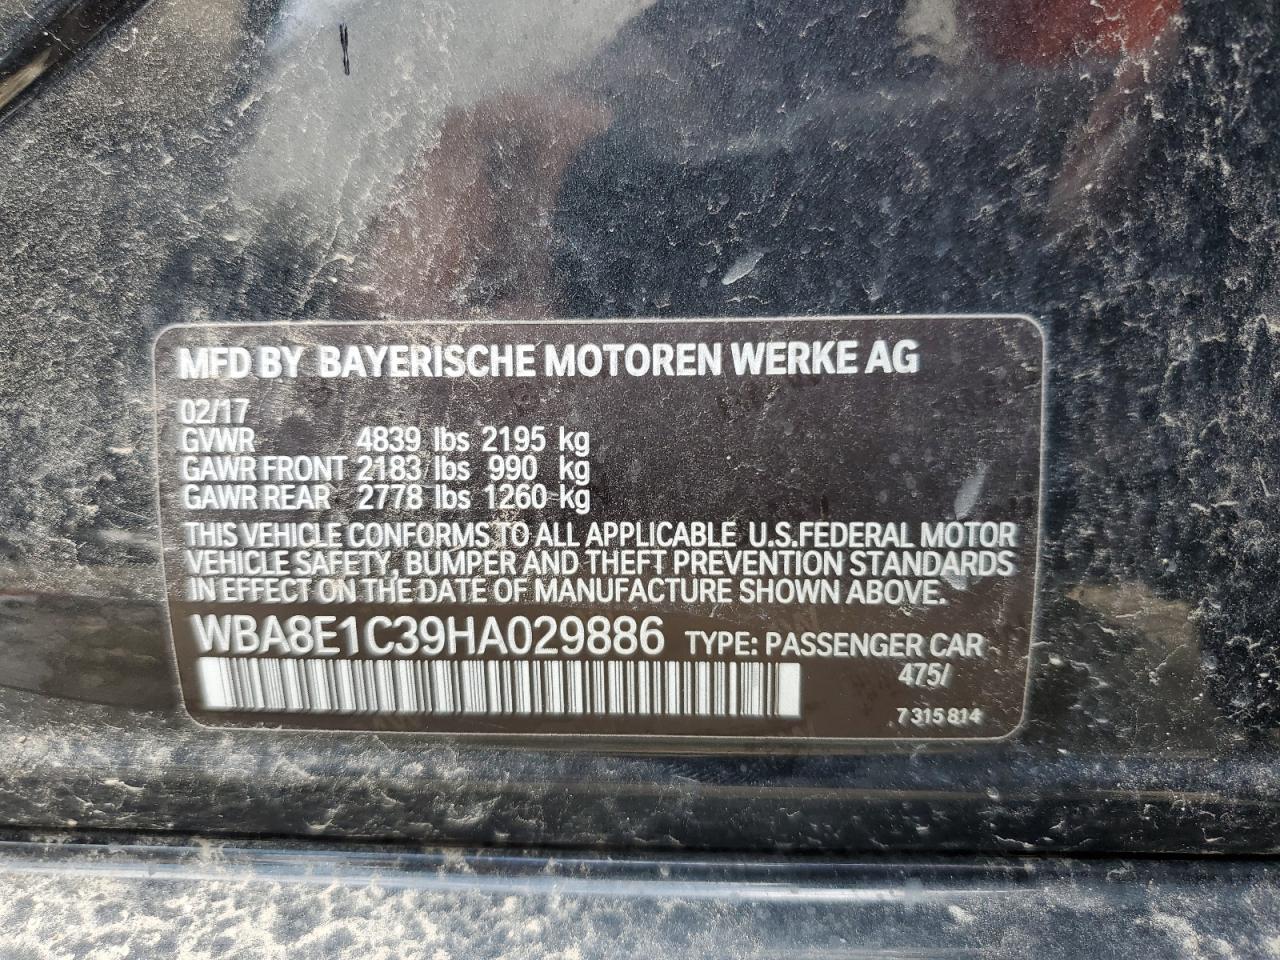 MFD BY BAYERISCHE MOTOREN WERKE AG
02/17
GVWR 4839 lbs 2195 kg
GAWR FRONT 2183 lbs 990 kg
GAWR REAR 2778 lbs 1260 kg
THIS VEHICLE CONFORMS TO ALL APPLICABLE U.S.FEDERAL MOTOR
VEHICLE SAFETY, BUMPER AND THEFT PREVENTION STANDARDS
IN EFFECT ON THE DATE OF MANUFACTURE SHOWN ABOVE.
WBA8E1C39HA029886 TYPE: PASSENGER CAR
475/
7 315 814